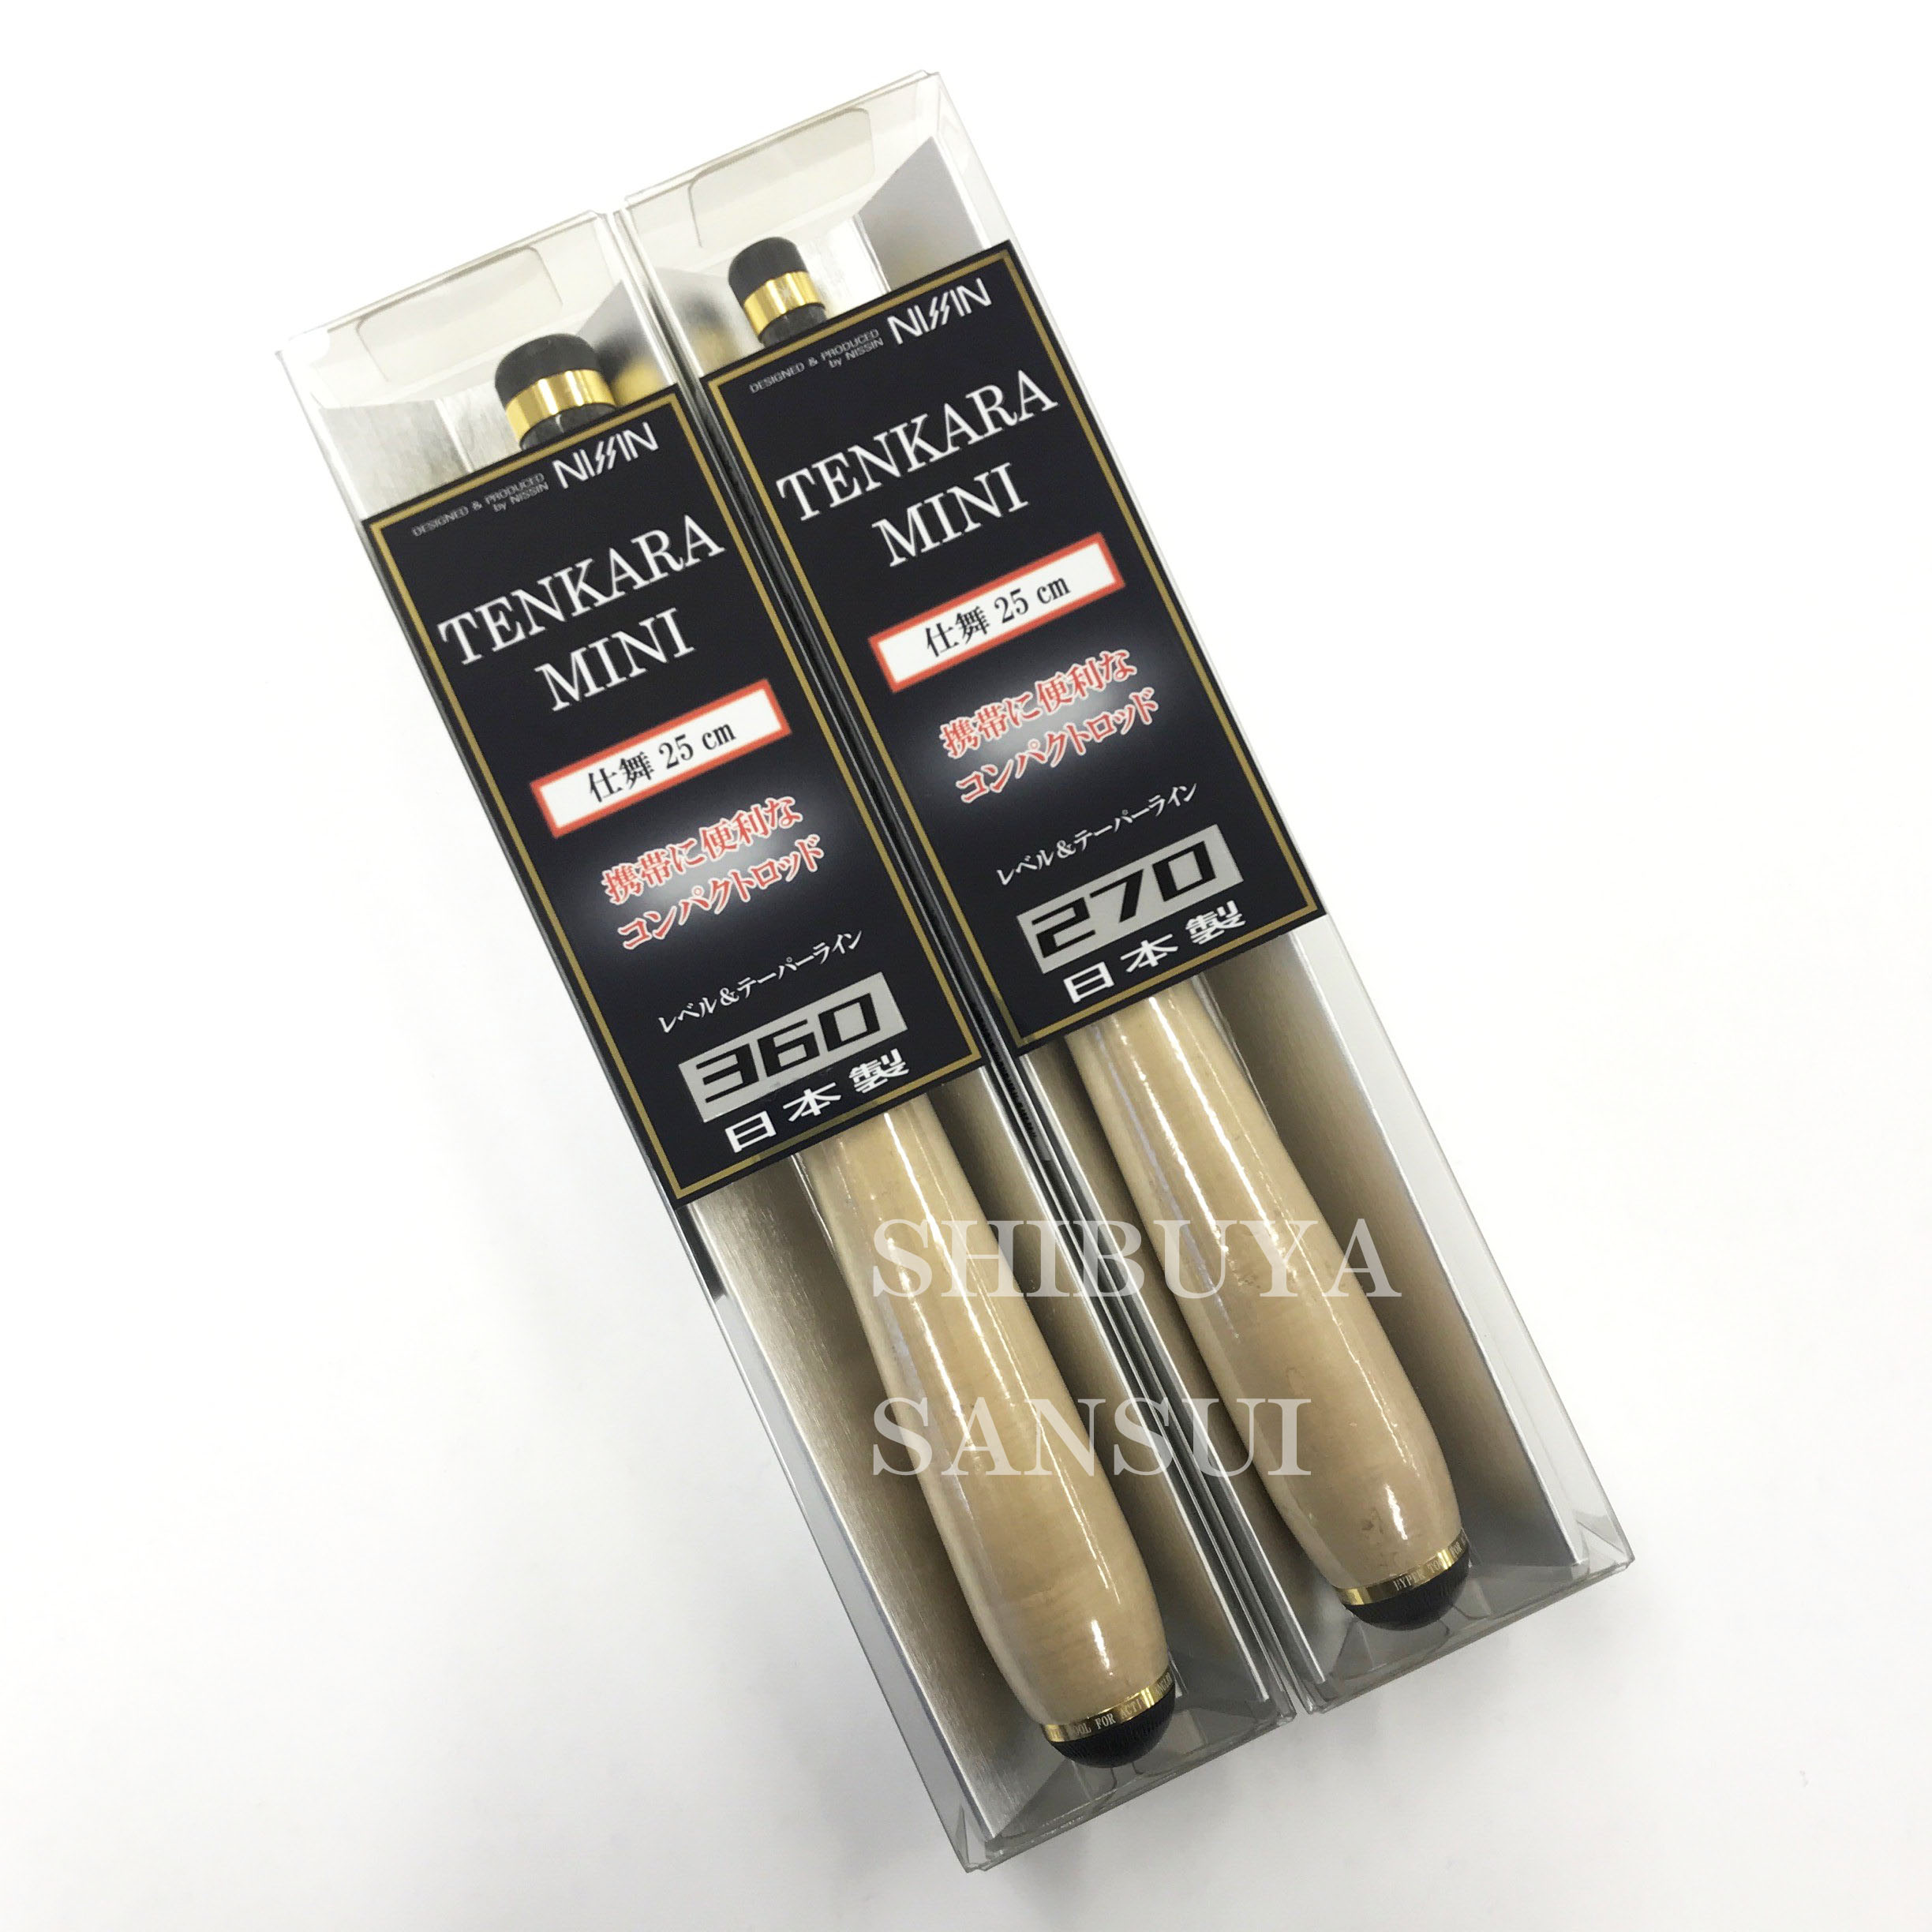 DESIGNED & PRODUCED
by NISSIN
NISSIN
TENKARA
MINI
仕舞 25 cm
携帯に便利な
コンパクトロッド
レベル&テーパーライン
360
日本製
DESIGNED & PRODUCED
by NISSIN
NISSIN
TENKARA
MINI
仕舞 25 cm
携帯に便利な
コンパクトロッド
レベル&テーパーライン
270
日本製
SHIBUYA
SANSUI
TOOL FOR
HYPER